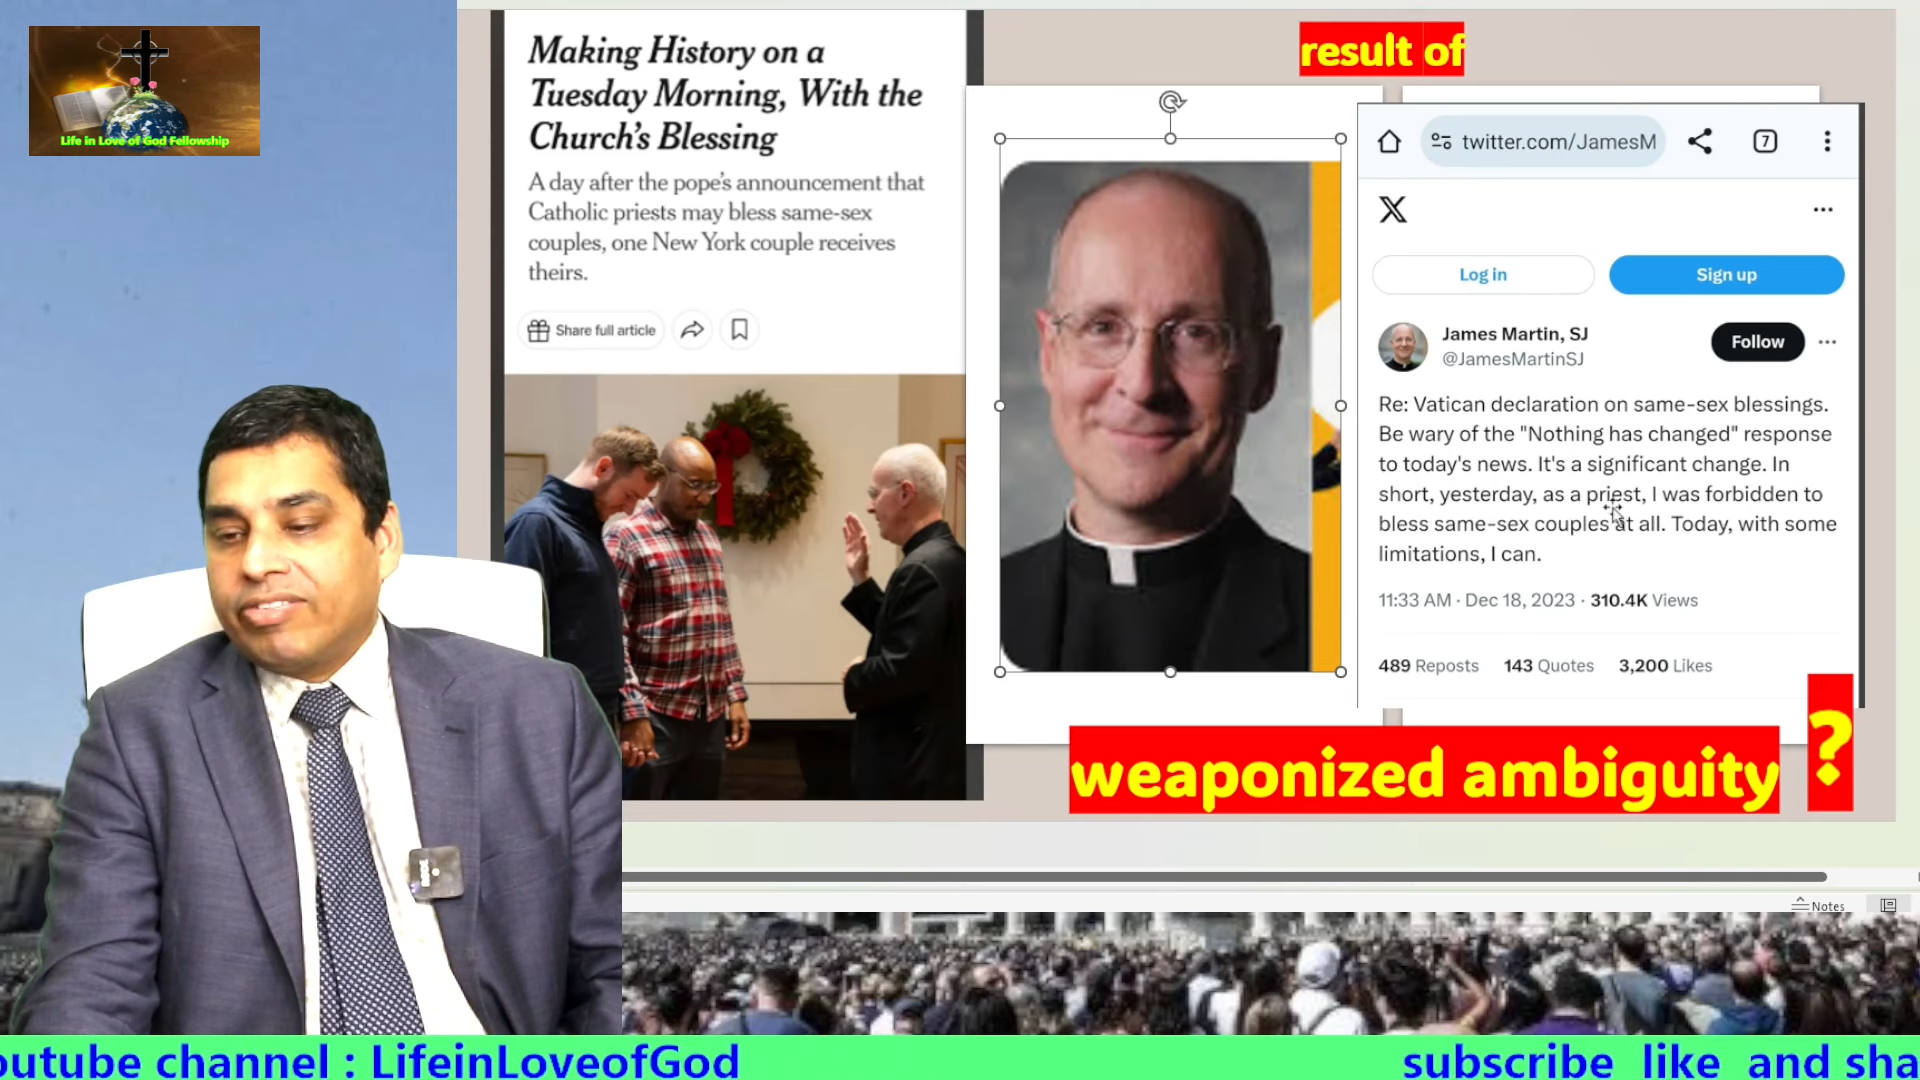 Life in Love of God Fellowship
Making History on a
Tuesday Morning, With the
Church's Blessing
A day after the pope's announcement that
Catholic priests may bless same-sex
couples, one New York couple receives
theirs.
Share full article
result of
twitter.com/JamesM
7
Log in
Sign up
James Martin, SJ
@JamesMartinSJ
Follow
Re: Vatican declaration on same-sex blessings.
Be wary of the "Nothing has changed" response
to today's news. It's a significant change. In
short, yesterday, as a priest, I was forbidden to
bless same-sex couples at all. Today, with some
limitations, I can.
11:33 AM · Dec 18, 2023 · 310.4K Views
489 Reposts 143 Quotes 3,200 Likes
weaponized ambiguity ?
Notes
outube channel : LifeinLoveofGod
subscribe like and sha